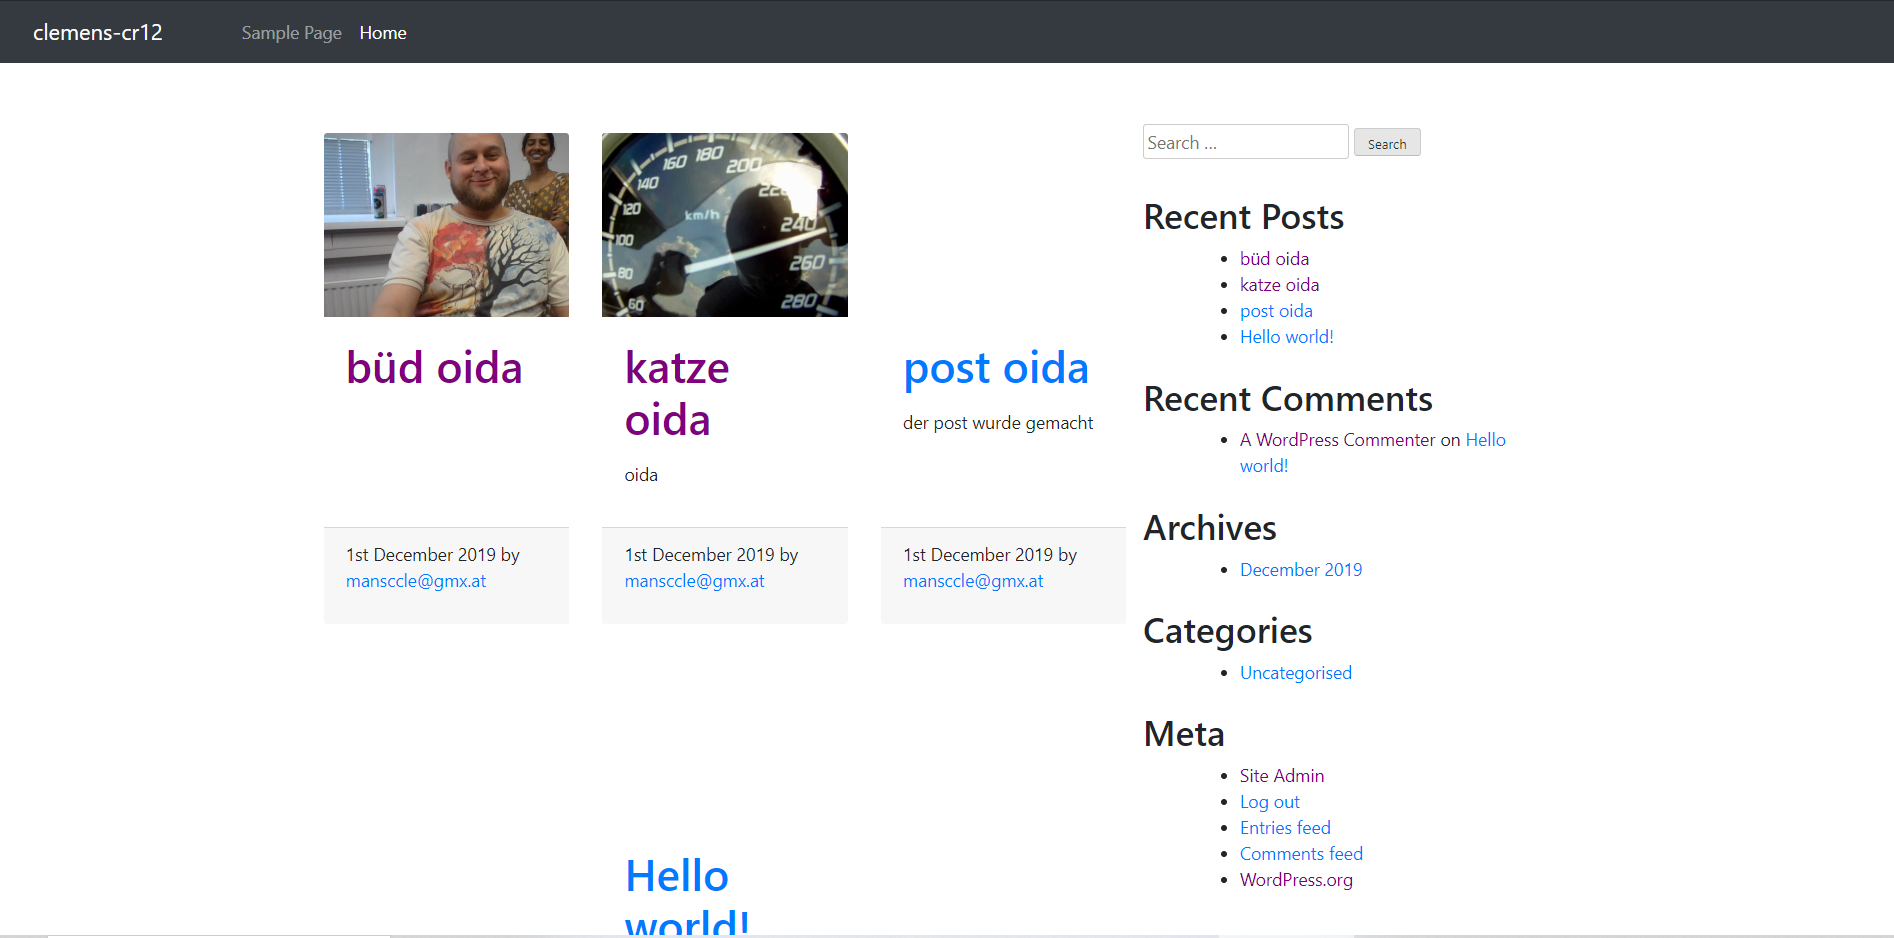 clemens-cr12
Sample Page
Home
büd oida
1st December 2019 by
mansccle@gmx.at
180
160
200
140
220
120
km/h
240
100
260
80
280
60
katze
oida
oida
1st December 2019 by
mansccle@gmx.at
post oida
der post wurde gemacht
1st December 2019 by
mansccle@gmx.at
Hello
world!
Search ...
Search
Recent Posts
büd oida
katze oida
post oida
Hello world!
Recent Comments
A WordPress Commenter on Hello
world!
Archives
December 2019
Categories
Uncategorised
Meta
Site Admin
Log out
Entries feed
Comments feed
WordPress.org